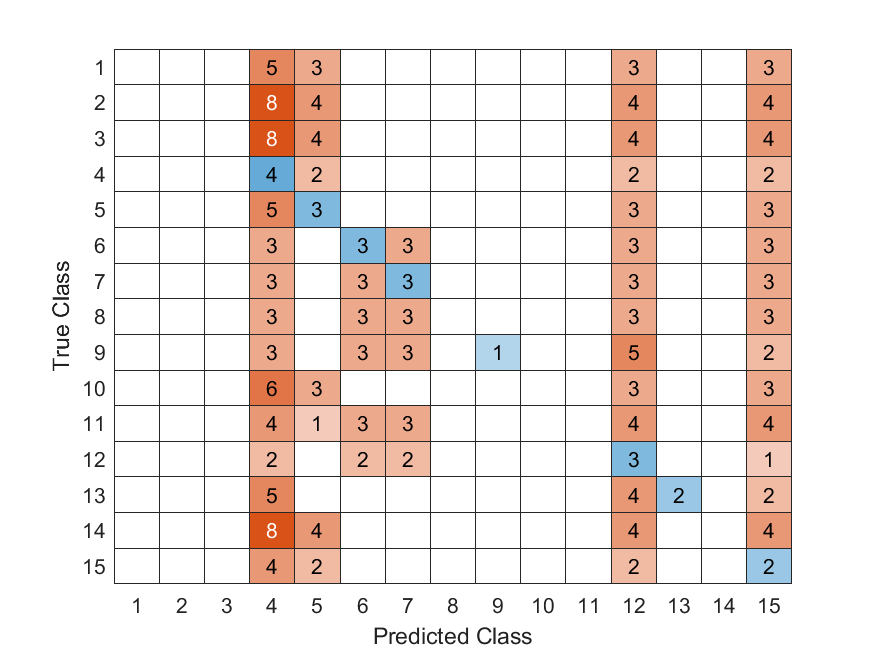 1 5 3 3 3
2 8 4 4 4
3 8 4 4 4
4 4 2 2 2
5 5 3 3 3
6 3 3 3 3 3
7 3 3 3 3 3
8 3 3 3 3 3
9 3 3 3 1 5 2
10 6 3 3 3
11 4 1 3 3 4 4
12 2 2 2 3 1
13 5 4 2 2
14 8 4 4 4
15 4 2 2 2
1 2 3 4 5 6 7 8 9 10 11 12 13 14 15
Predicted Class
True Class